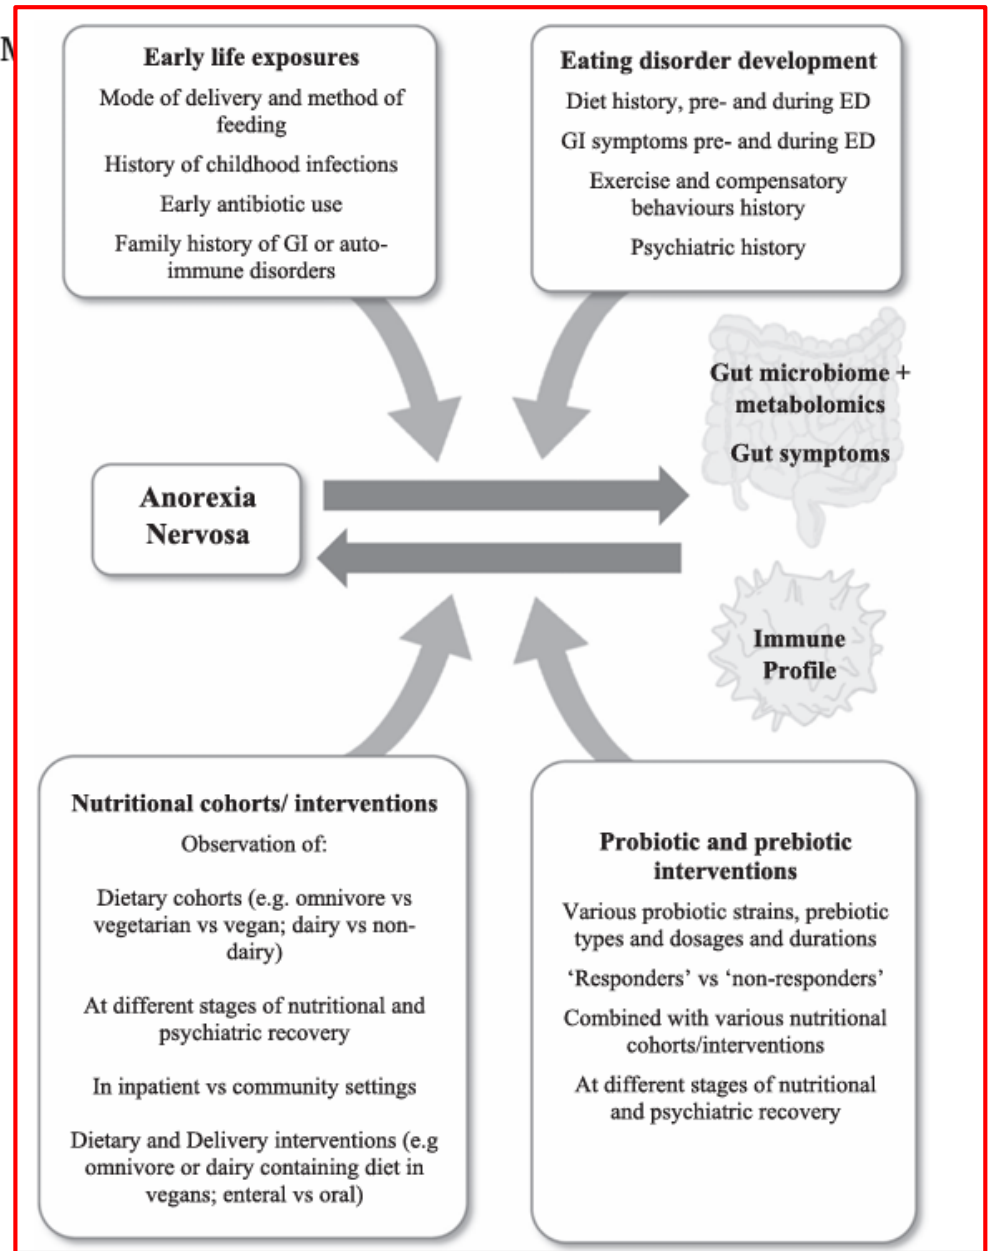 Early life exposures
Mode of delivery and method of
feeding
History of childhood infections
Early antibiotic use
Family history of GI or auto-
immune disorders
Eating disorder development
Diet history, pre- and during ED
GI symptoms pre- and during ED
Exercise and compensatory
behaviours history
Psychiatric history
Anorexia
Nervosa
Gut microbiome +
metabolomics
Gut symptoms
Immune
Profile
Nutritional cohorts/ interventions
Observation of:
Dietary cohorts (e.g. omnivore vs
vegetarian vs vegan; dairy vs non-
dairy)
At different stages of nutritional and
psychiatric recovery
In inpatient vs community settings
Dietary and Delivery interventions (e.g
omnivore or dairy containing diet in
vegans; enteral vs oral)
Probiotic and prebiotic
interventions
Various probiotic strains, prebiotic
types and dosages and durations
‘Responders’ vs ‘non-responders’
Combined with various nutritional
cohorts/interventions
At different stages of nutritional
and psychiatric recovery